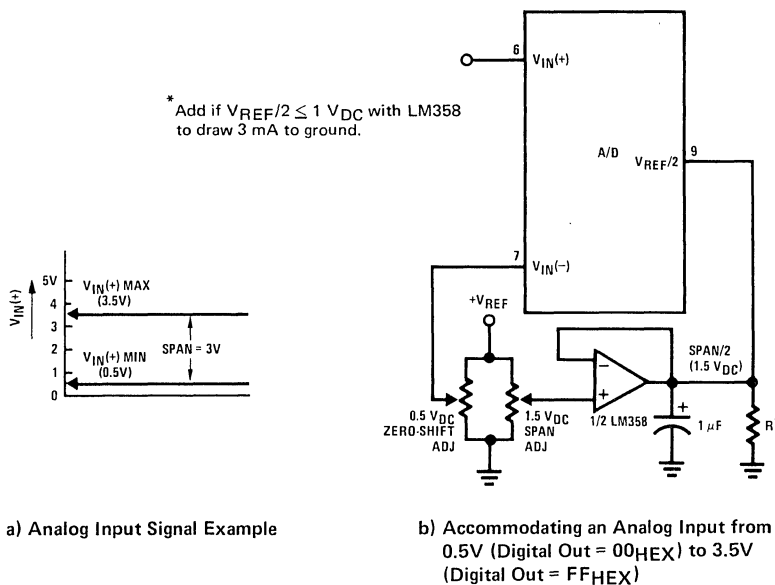 6
V_IN(+)
*Add if V_REF/2 ≤ 1 V_DC with LM358
to draw 3 mA to ground.
A/D
V_REF/2
9
7
V_IN(–)
V_IN(+)
5V
4
3
2
1
0
V_IN(+) MAX
(3.5V)
SPAN = 3V
V_IN(+) MIN
(0.5V)
+V_REF
0.5 V_DC
ZERO-SHIFT
ADJ
1.5 V_DC
SPAN
ADJ
–
+
1/2 LM358
SPAN/2
(1.5 V_DC)
+
1 μF
R
a) Analog Input Signal Example
b) Accommodating an Analog Input from
0.5V (Digital Out = 00_HEX) to 3.5V
(Digital Out = FF_HEX)